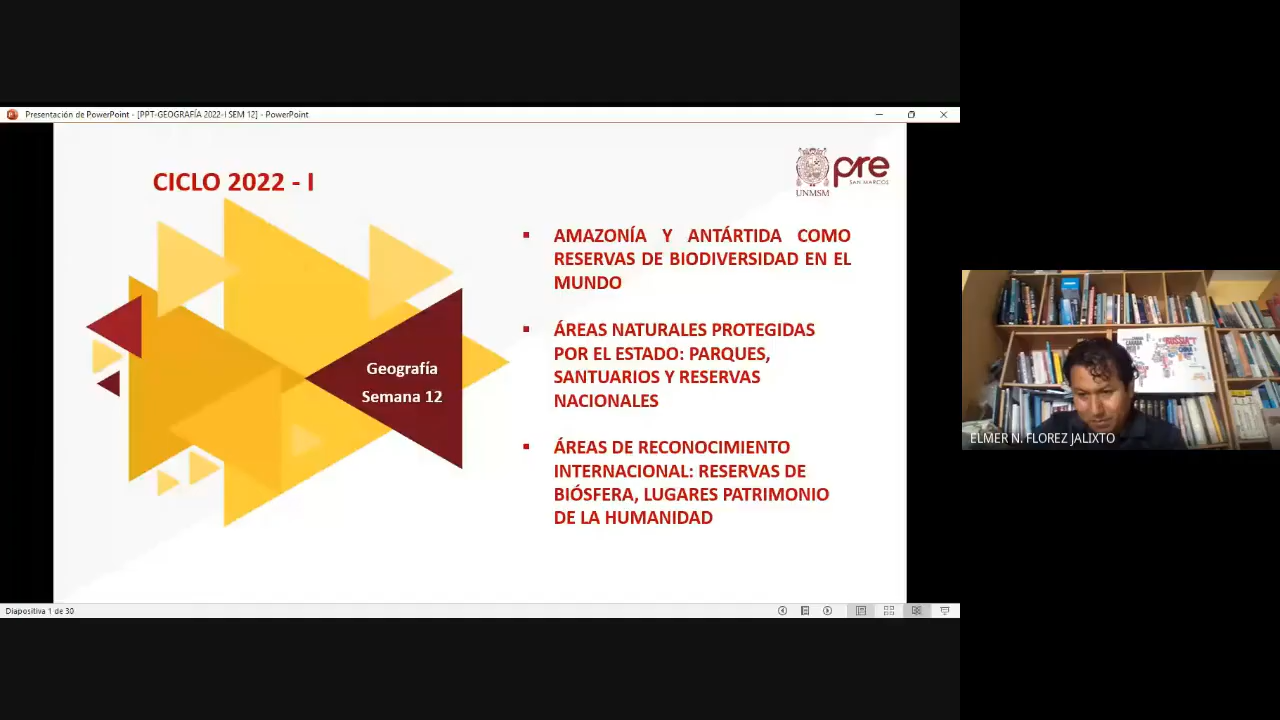 Presentación de PowerPoint - [PPT-GEOGRAFÍA 2022-I SEM 12] - PowerPoint
CICLO 2022 - I
UNMSM
pre
SAN MARCOS
Geografía
Semana 12
▪ AMAZONÍA Y ANTÁRTIDA COMO
RESERVAS DE BIODIVERSIDAD EN EL
MUNDO
▪ ÁREAS NATURALES PROTEGIDAS
POR EL ESTADO: PARQUES,
SANTUARIOS Y RESERVAS
NACIONALES
▪ ÁREAS DE RECONOCIMIENTO
INTERNACIONAL: RESERVAS DE
BIÓSFERA, LUGARES PATRIMONIO
DE LA HUMANIDAD
ELMER N. FLOREZ JALIXTO
Diapositiva 1 de 30